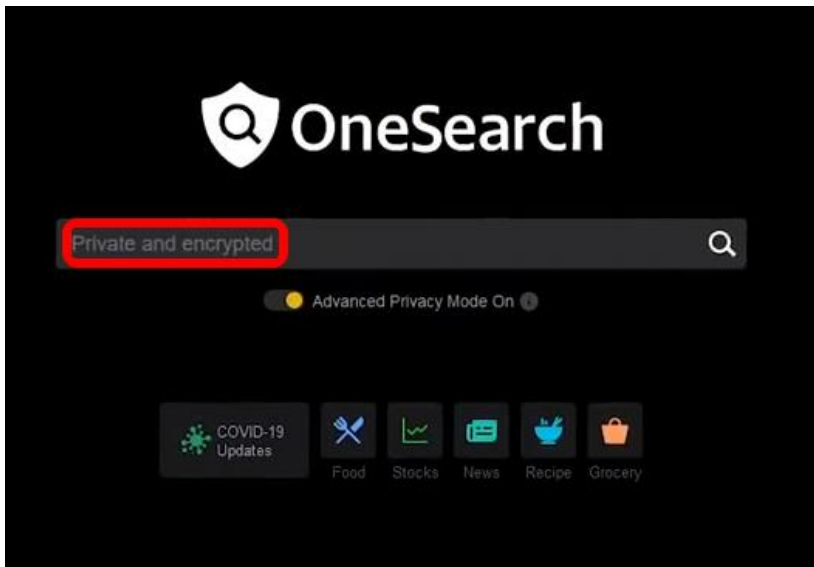 OneSearch
Private and encrypted
Advanced Privacy Mode On
COVID-19
Updates
Food Stocks News Recipe Grocery